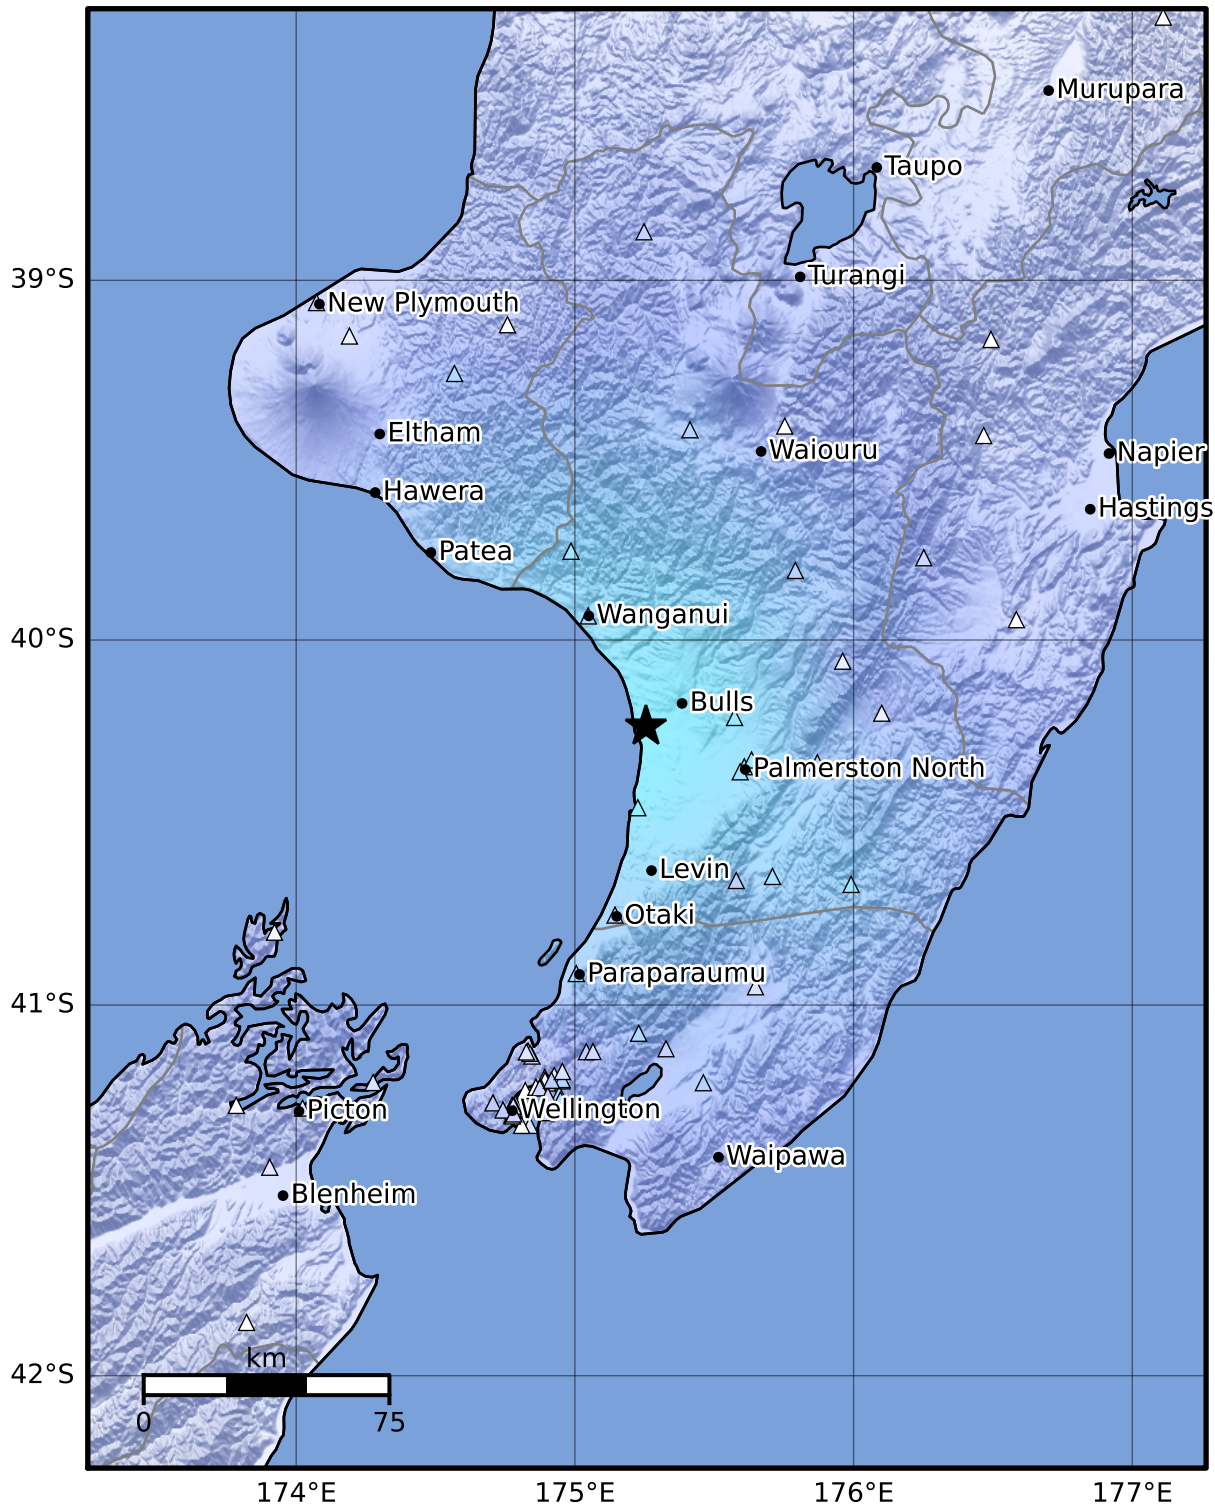 Murupara
Taupo
39°S
Turangi
New Plymouth
Eltham
Waiouru
Napier
Hawera
Hastings
Patea
Wanganui
40°S
Bulls
Palmerston North
Levin
Otaki
Paraparaumu
41°S
Picton
Wellington
Waipawa
Blenheim
km
42°S
0
75
174°E
175°E
176°E
177°E